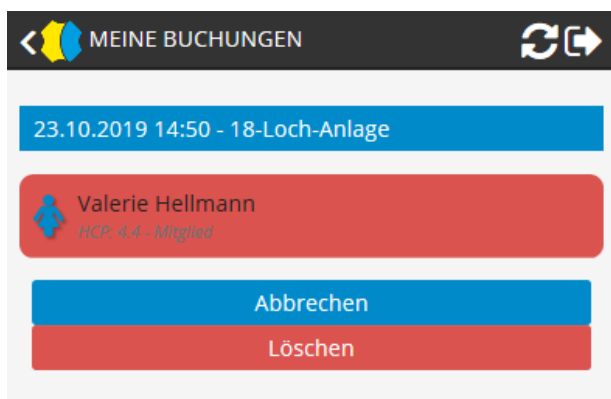 MEINE BUCHUNGEN
23.10.2019 14:50 - 18-Loch-Anlage
Valerie Hellmann
HCP: 4.4 - Mitglied
Abbrechen
Löschen